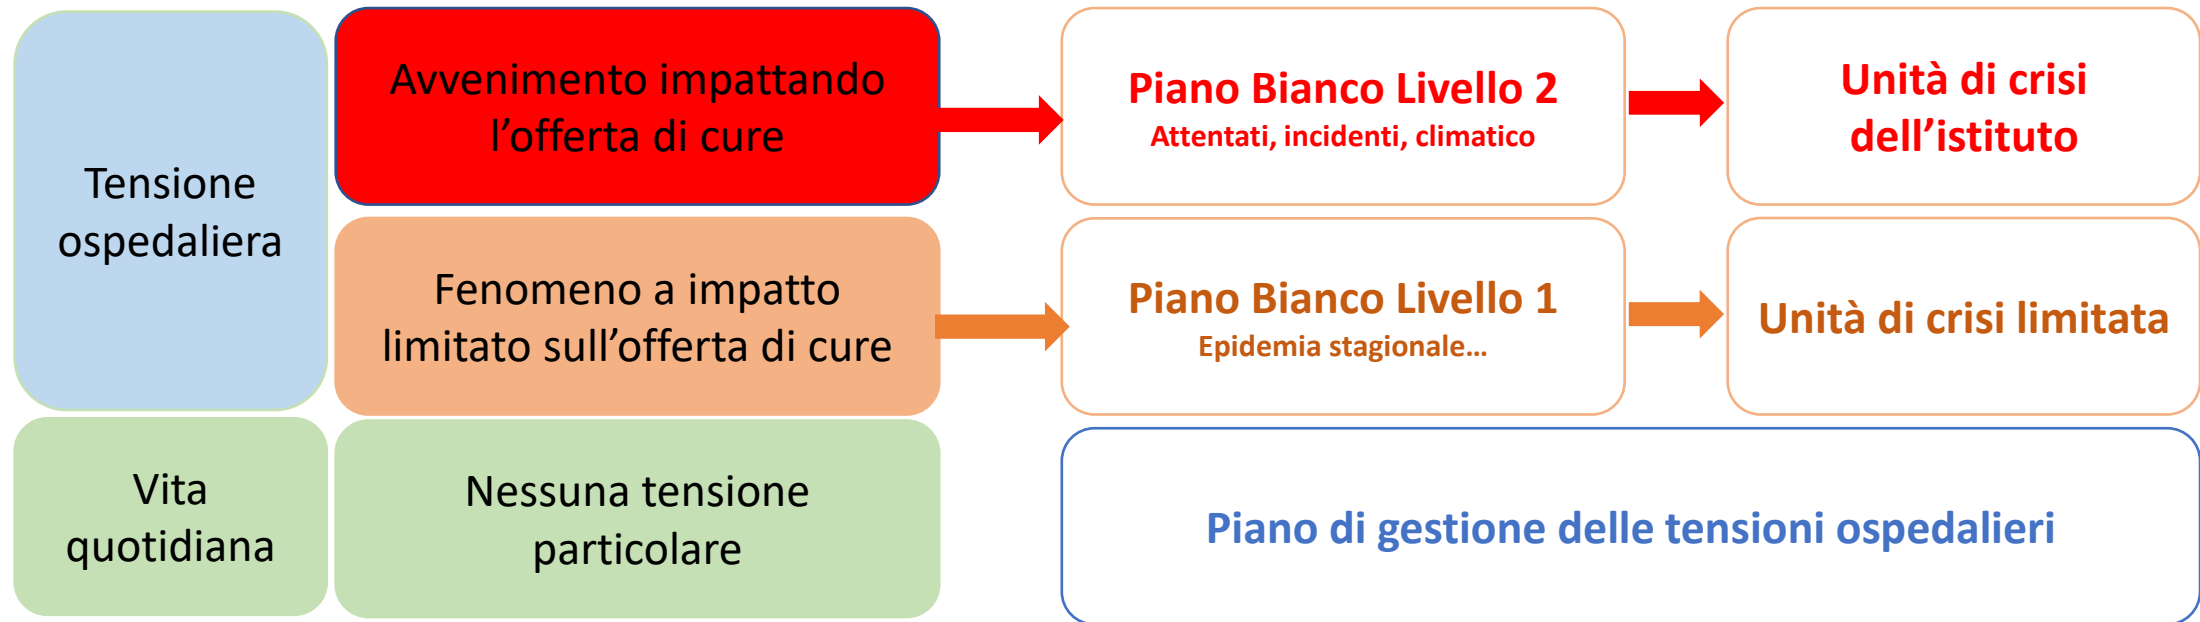 Tensione
ospedaliera
Avvenimento impattando
l'offerta di cure
Piano Bianco Livello 2
Attentati, incidenti, climatico
Unità di crisi
dell'istituto
Fenomeno a impatto
limitato sull'offerta di cure
Piano Bianco Livello 1
Epidemia stagionale…
Unità di crisi limitata
Vita
quotidiana
Nessuna tensione
particolare
Piano di gestione delle tensioni ospedalieri